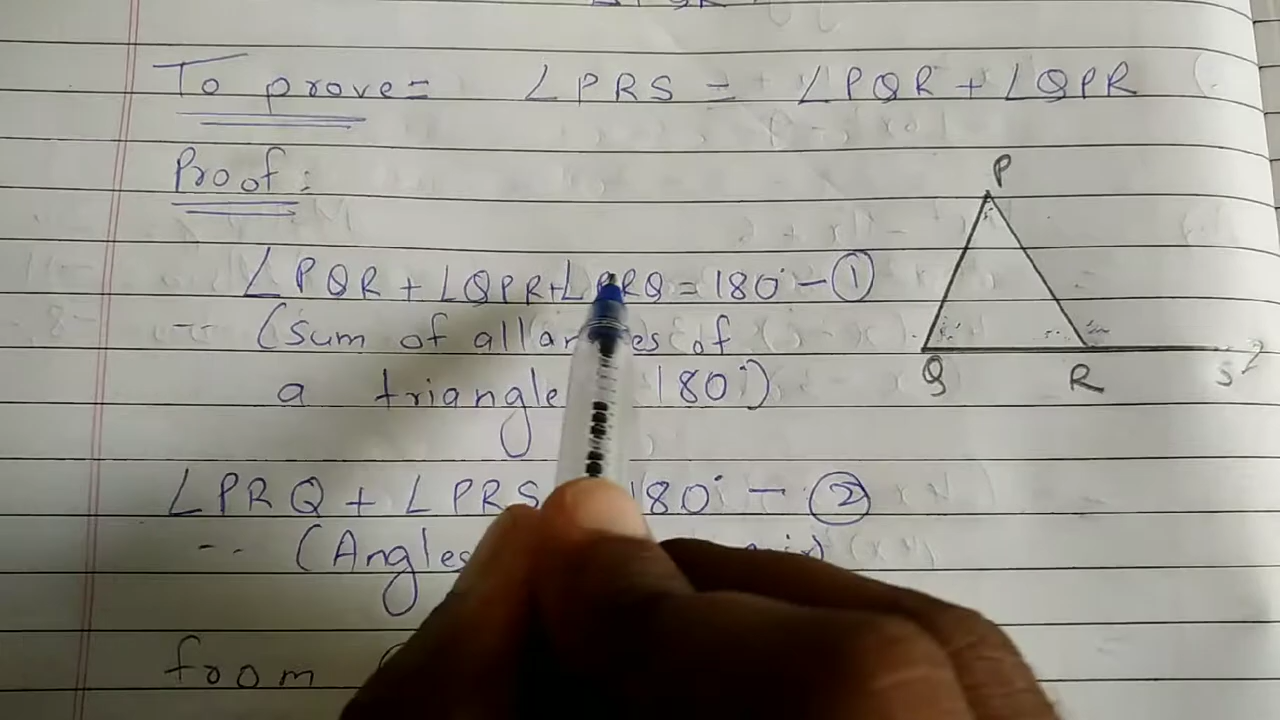 To prove = ∠PRS = ∠PQR + ∠QPR
Proof :
∠PQR + ∠QPR + ∠PRQ = 180° - ①
(Sum of all of
a triangle 180°)
∠PRQ + ∠PRS 180° - ②
-- (Angles
from
P
Q
R
S